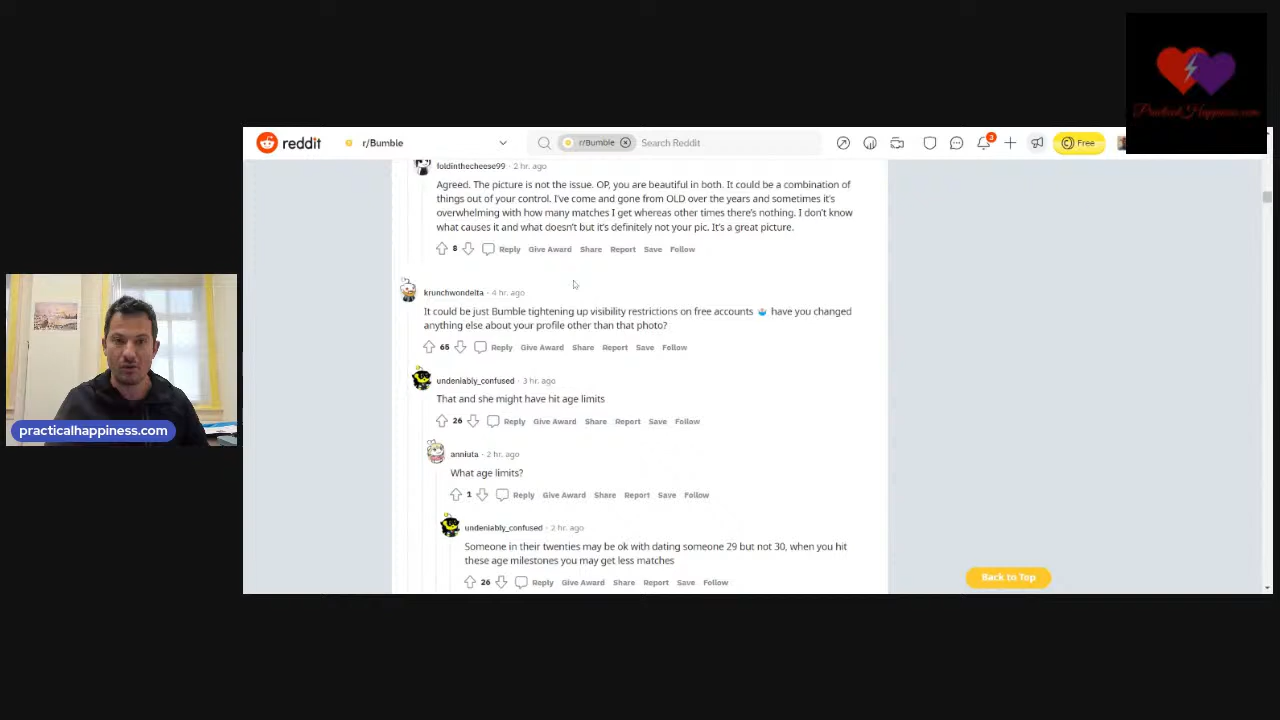 PracticalHappiness.com
reddit
r/Bumble
r/Bumble
Search Reddit
3
Free
foldinthecheese99 · 2 hr. ago
Agreed. The picture is not the issue. OP, you are beautiful in both. It could be a combination of
things out of your control. I've come and gone from OLD over the years and sometimes it's
overwhelming with how many matches I get whereas other times there's nothing. I don't know
what causes it and what doesn't but it's definitely not your pic. It's a great picture.
8 Reply Give Award Share Report Save Follow
krunchwondelta · 4 hr. ago
It could be just Bumble tightening up visibility restrictions on free accounts have you changed
anything else about your profile other than that photo?
65 Reply Give Award Share Report Save Follow
undeniably_confused · 3 hr. ago
That and she might have hit age limits
26 Reply Give Award Share Report Save Follow
anniuta · 2 hr. ago
What age limits?
1 Reply Give Award Share Report Save Follow
undeniably_confused · 2 hr. ago
Someone in their twenties may be ok with dating someone 29 but not 30, when you hit
these age milestones you may get less matches
26 Reply Give Award Share Report Save Follow
Back to Top
practicalhappiness.com